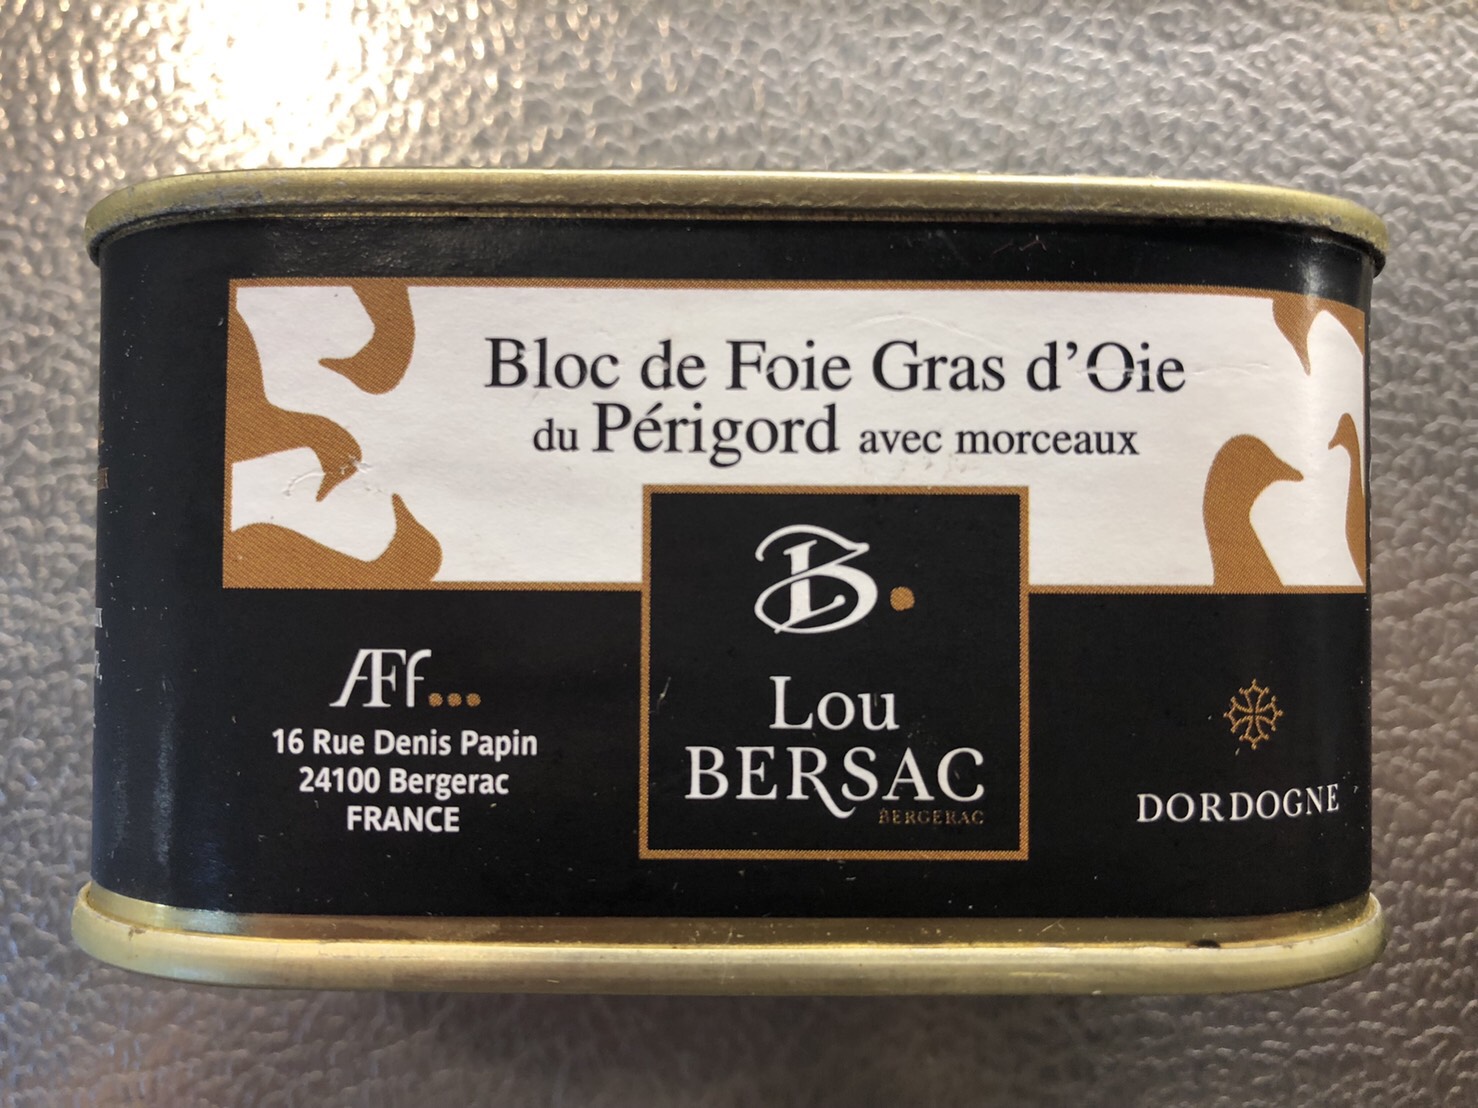 Bloc de Foie Gras d'Oie
du Périgord avec morceaux
B.
Lou
BERSAC
BERGERAC
AFf...
16 Rue Denis Papin
24100 Bergerac
FRANCE
DORDOGNE